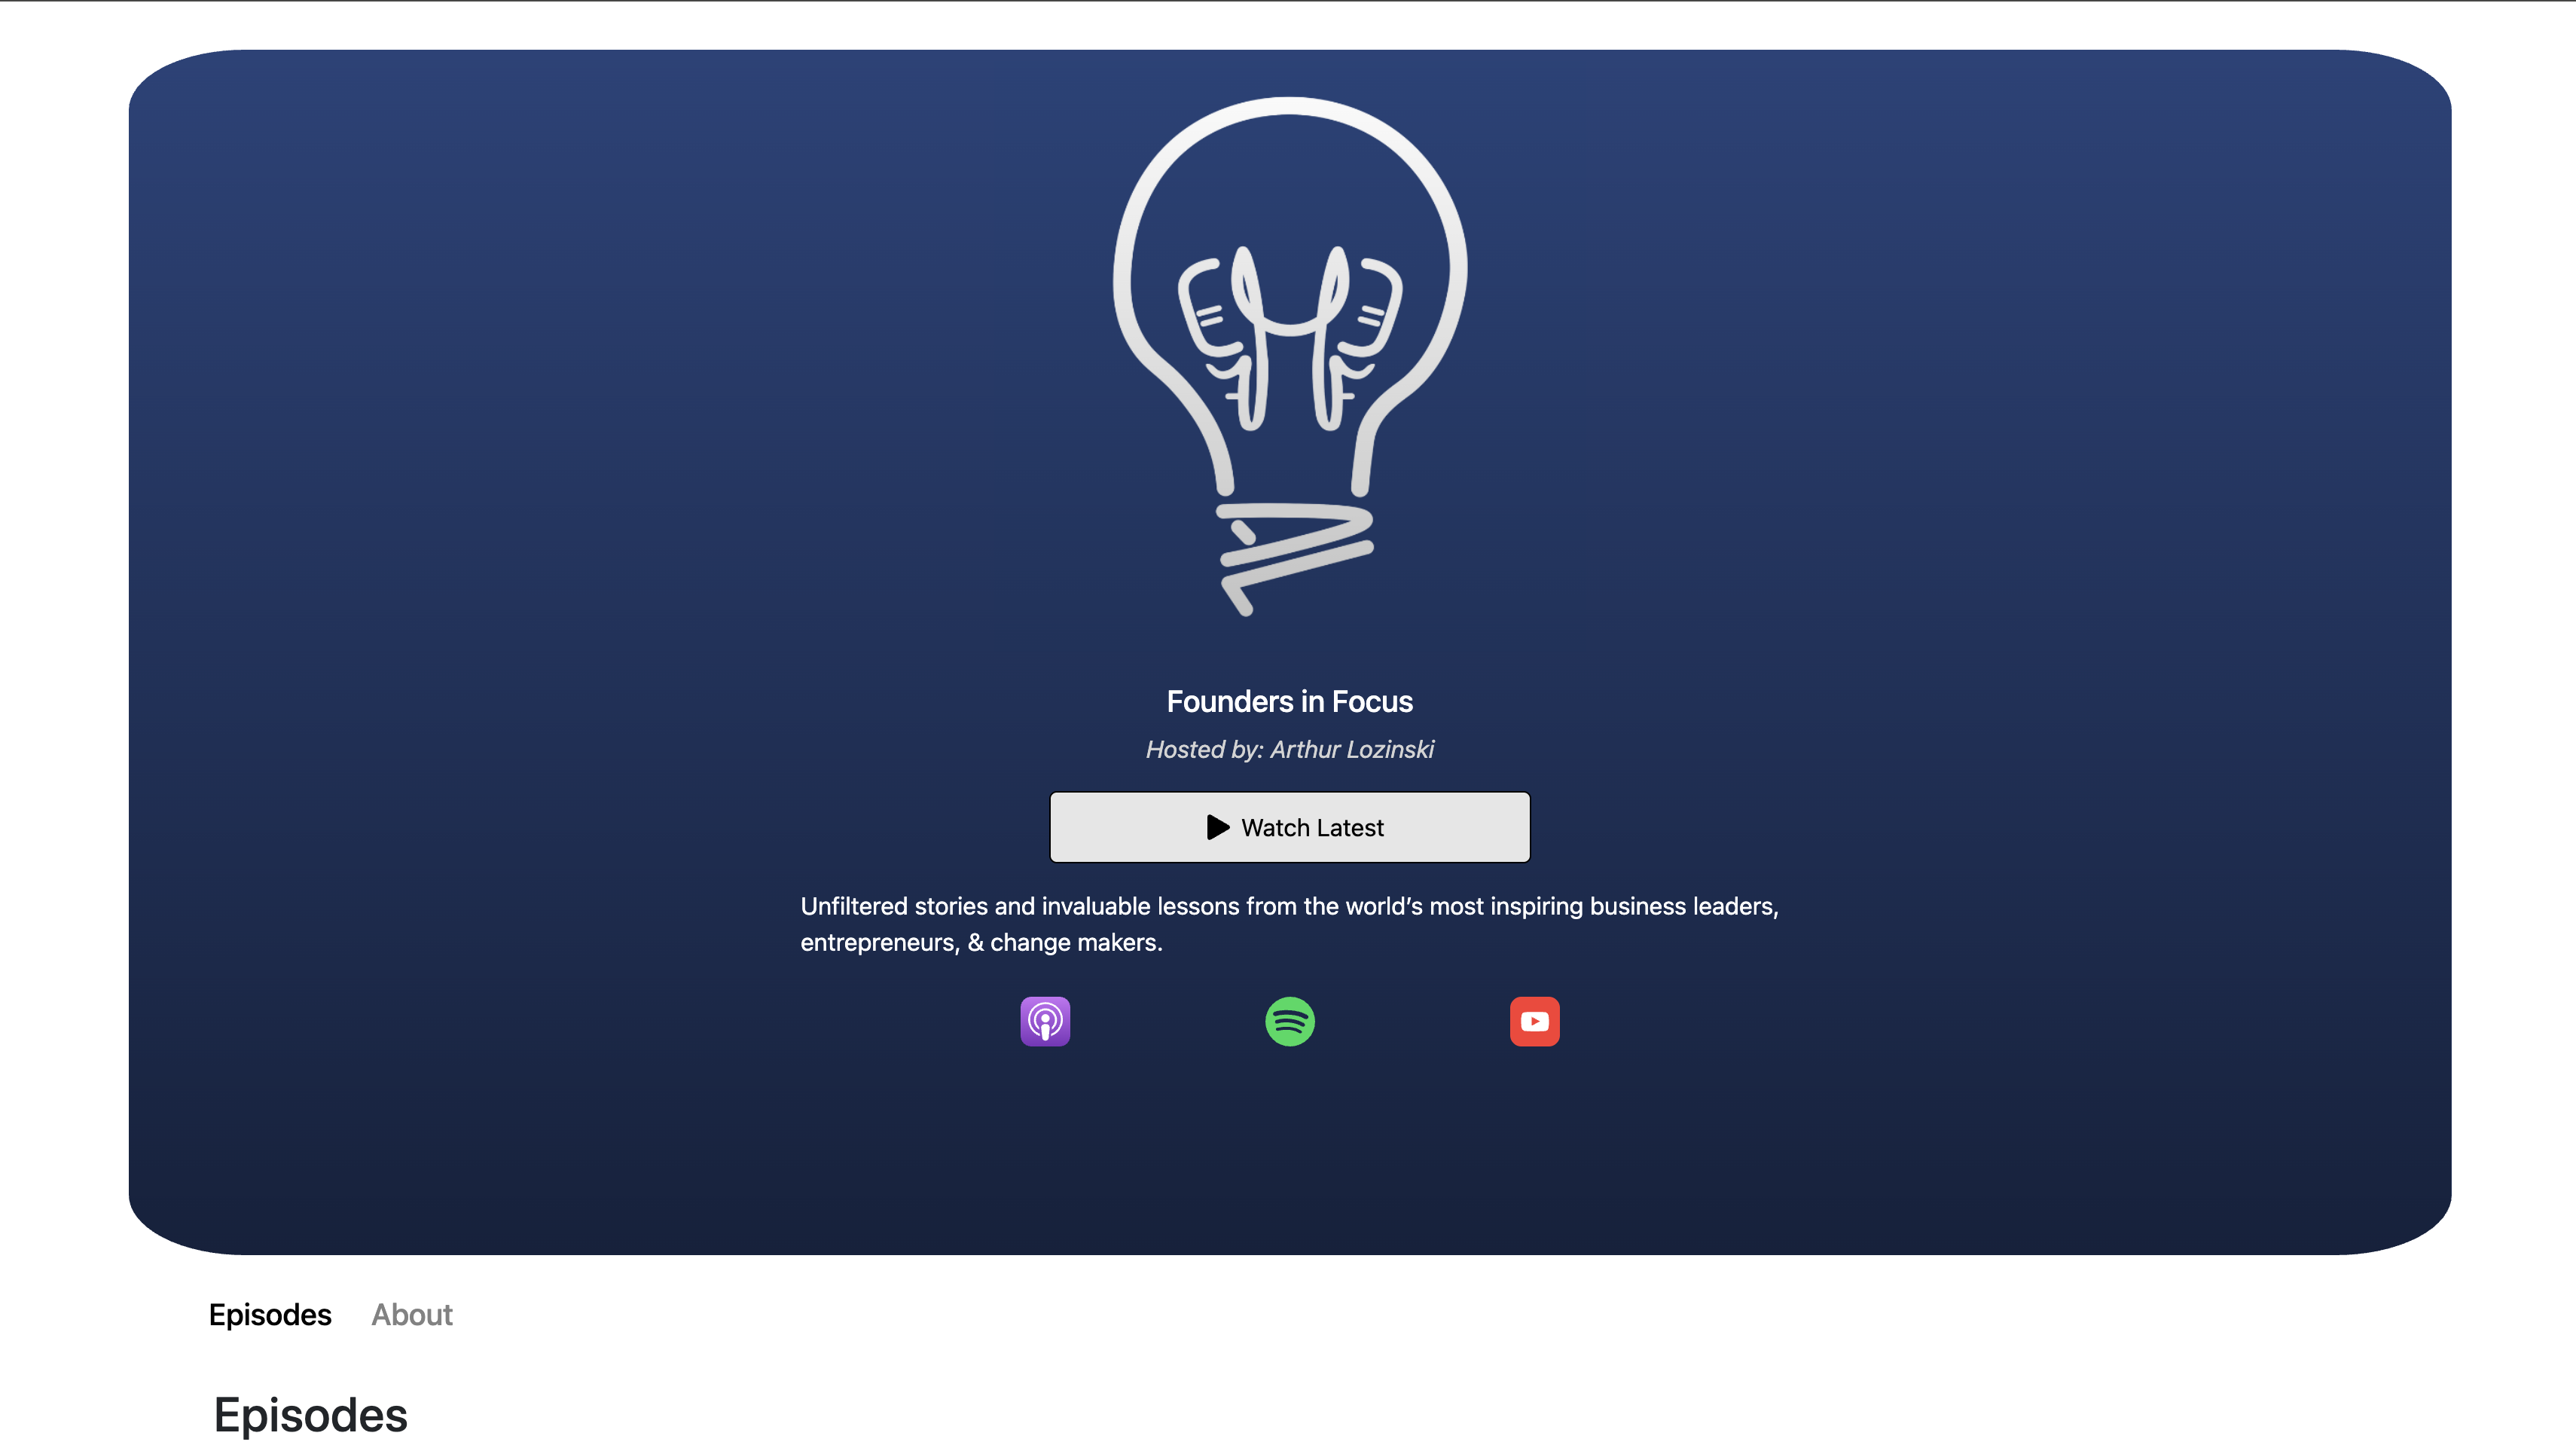 Founders in Focus
Hosted by: Arthur Lozinski
Watch Latest
Unfiltered stories and invaluable lessons from the world’s most inspiring business leaders,
entrepreneurs, & change makers.
Episodes About
Episodes